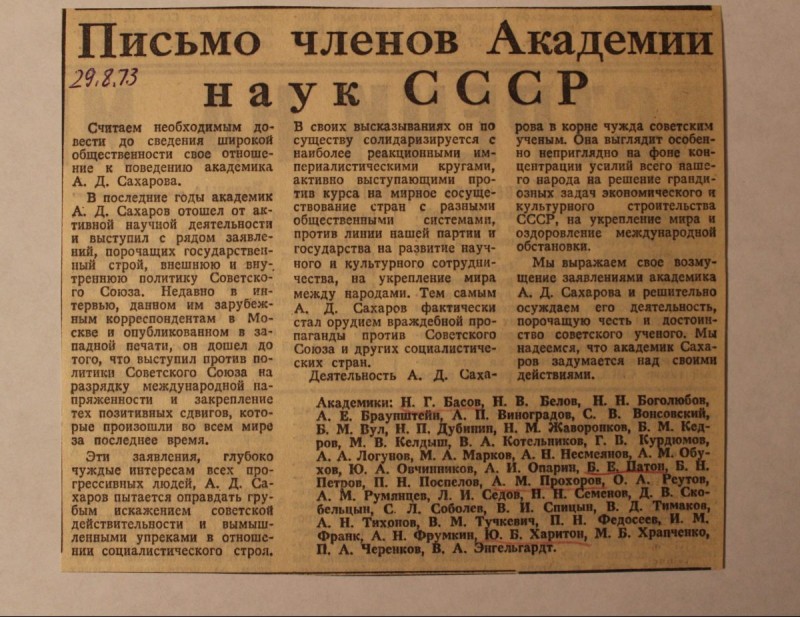 Письмо членов Академии
наук СССР
29.8.73
Считаем необходимым до-
вести до сведения широкой
общественности свое отноше-
ние к поведению академика
А. Д. Сахарова.
В последние годы академик
А. Д. Сахаров отошел от ак-
тивной научной деятельности
и выступил с рядом заявле-
ний, порочащих государствен-
ный строй, внешнюю и внут-
реннюю политику Советско-
го Союза. Недавно в ин-
тервью, данном им зарубеж-
ным корреспондентам в Мос-
кве и опубликованном в за-
падной печати, он дошел до
того, что выступил против по-
литики Советского Союза на
разрядку международной на-
пряженности и закрепление
тех позитивных сдвигов, кото-
рые произошли во всем мире
за последнее время.
Эти заявления, глубоко
чуждые интересам всех про-
грессивных людей, А. Д. Са-
харов пытается оправдать гру-
бым искажением советской
действительности и вымыш-
ленными упреками в отноше-
нии социалистического строя.
В своих высказываниях он по
существу солидаризируется с
наиболее реакционными им-
периалистическими кругами,
активно выступающими про-
тив курса на мирное сосуще-
ствование стран с разными
общественными системами,
против линии нашей партии и
государства на развитие науч-
ного и культурного сотрудни-
чества, на укрепление мира
между народами. Тем самым
А. Д. Сахаров фактически
стал орудием враждебной про-
паганды против Советского
Союза и других социалистиче-
ских стран.
Деятельность А. Д. Саха-
рова в корне чужда советским
ученым. Она выглядит особен-
но неприглядно на фоне кон-
центрации усилий всего наше-
го народа на решение гранди-
озных задач экономического и
культурного строительства
СССР, на укрепление мира и
оздоровление международной
обстановки.
Мы выражаем свое возму-
щение заявлениями академика
А. Д. Сахарова и решительно
осуждаем его деятельность,
порочащую честь и достоин-
ство советского ученого. Мы
надеемся, что академик Саха-
ров задумается над своими
действиями.
Академики: Н. Г. Басов, Н. В. Белов, Н. Н. Боголюбов,
А. Е. Браунштейн, А. П. Виноградов, С. В. Вонсовский,
Б. М. Вул, Н. П. Дубинин, Н. М. Жаворонков, Б. М. Кед-
ров, М. В. Келдыш, В. А. Котельников, Г. В. Курдюмов,
А. А. Логунов, М. А. Марков, А. Н. Несмеянов, А. М. Обу-
хов, Ю. А. Овчинников, А. И. Опарин, Б. Е. Патон, Б. Н.
Петров, П. Н. Поспелов, А. М. Прохоров, О. А. Реутов,
А. М. Румянцев, Л. И. Седов, Н. Н. Семенов, Д. В. Ско-
бельцын, С. Л. Соболев, В. И. Спицын, В. Д. Тимаков,
А. Н. Тихонов, В. М. Тучкевич, П. Н. Федосеев, И. М.
Франк, А. Н. Фрумкин, Ю. Б. Харитон, М. Б. Храпченко,
П. А. Черенков, В. А. Энгельгардт.